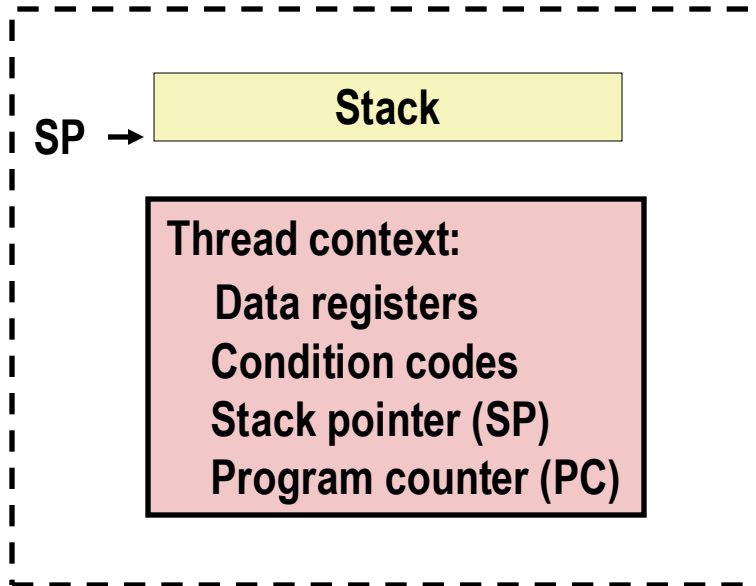 Stack
SP
Thread context:
Data registers
Condition codes
Stack pointer (SP)
Program counter (PC)